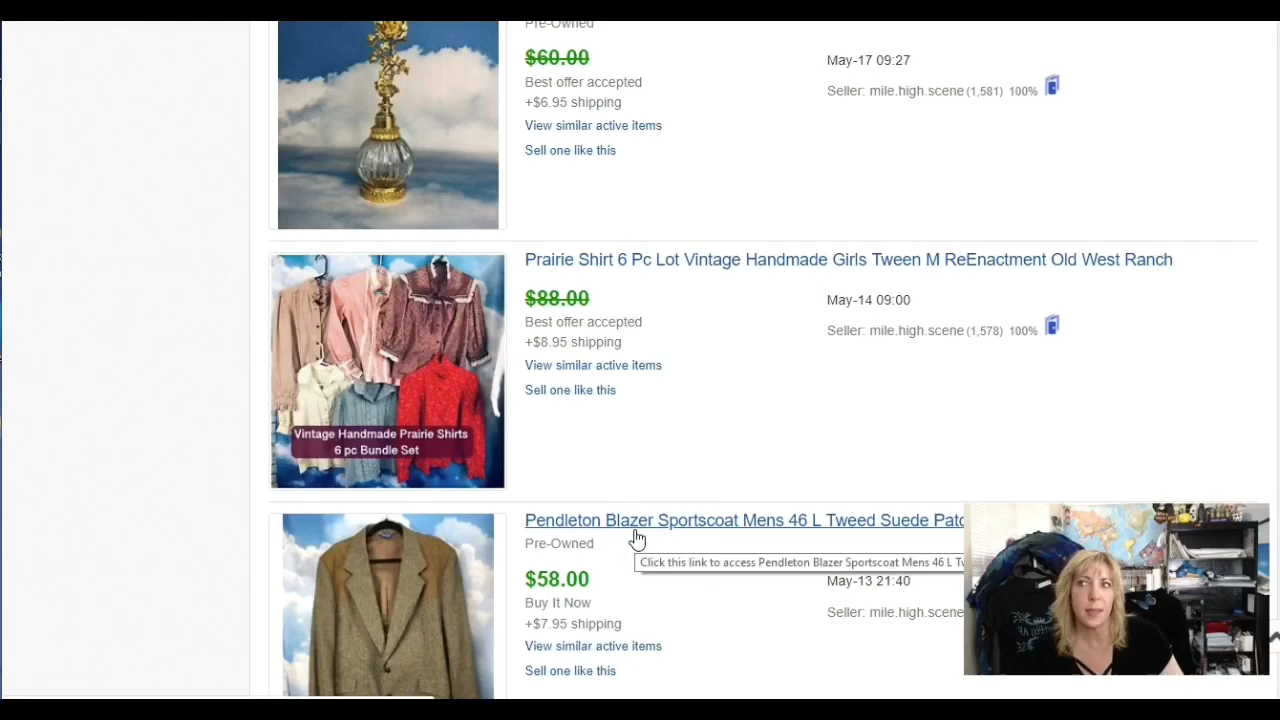 Pre-Owned
$60.00
Best offer accepted
+$6.95 shipping
View similar active items
Sell one like this
May-17 09:27
Seller: mile.high.scene (1,581) 100%
Prairie Shirt 6 Pc Lot Vintage Handmade Girls Tween M ReEnactment Old West Ranch
$88.00
Best offer accepted
+$8.95 shipping
View similar active items
Sell one like this
May-14 09:00
Seller: mile.high.scene (1,578) 100%
Vintage Handmade Prairie Shirts
6 pc Bundle Set
Pendleton Blazer Sportscoat Mens 46 L Tweed Suede Patc
Pre-Owned
Click this link to access Pendleton Blazer Sportscoat Mens 46 L Tw
$58.00
Buy It Now
+$7.95 shipping
View similar active items
Sell one like this
May-13 21:40
Seller: mile.high.scene